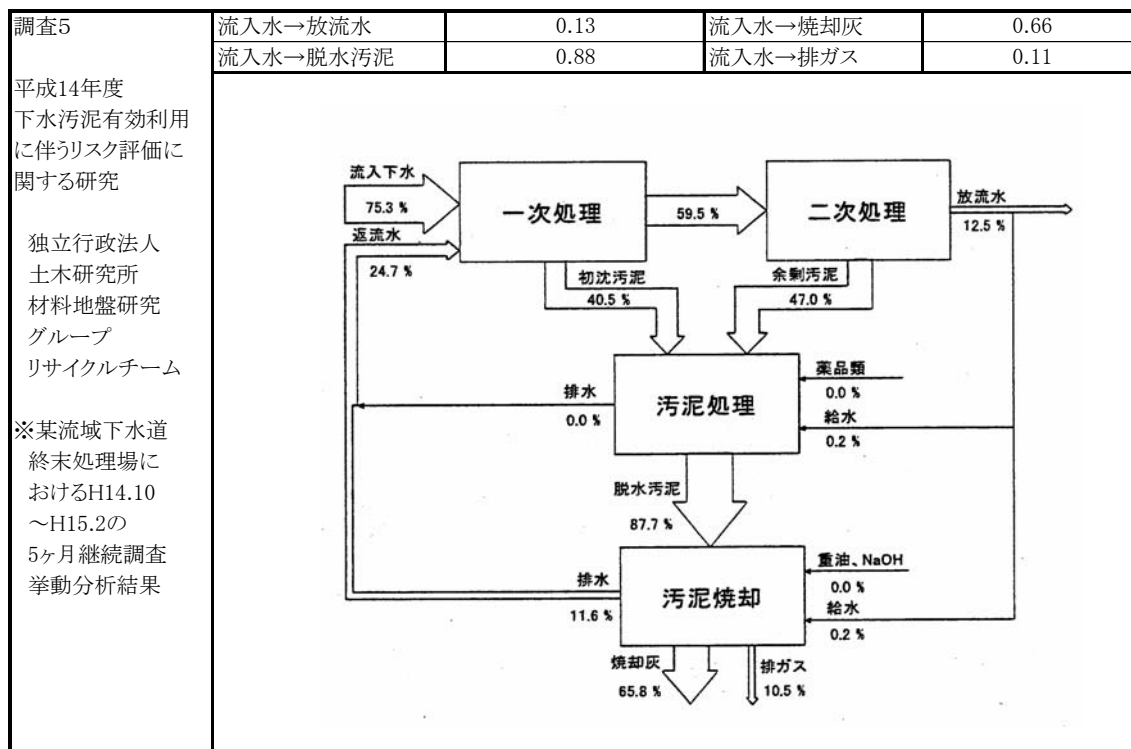 調査5
流入水→放流水 0.13 流入水→焼却灰 0.66
流入水→脱水汚泥 0.88 流入水→排ガス 0.11
平成14年度
下水汚泥有効利用
に伴うリスク評価に
関する研究
独立行政法人
土木研究所
材料地盤研究
グループ
リサイクルチーム
※某流域下水道
終末処理場に
おけるH14.10
～H15.2の
5ヶ月継続調査
挙動分析結果
流入下水
75.3 %
返流水
24.7 %
一次処理
59.5 %
二次処理
放流水
12.5 %
初沈汚泥
40.5 %
余剰汚泥
47.0 %
排水
0.0 %
汚泥処理
薬品類
0.0 %
給水
0.2 %
脱水汚泥
87.7 %
排水
11.6 %
汚泥焼却
重油、NaOH
0.0 %
給水
0.2 %
焼却灰
65.8 %
排ガス
10.5 %